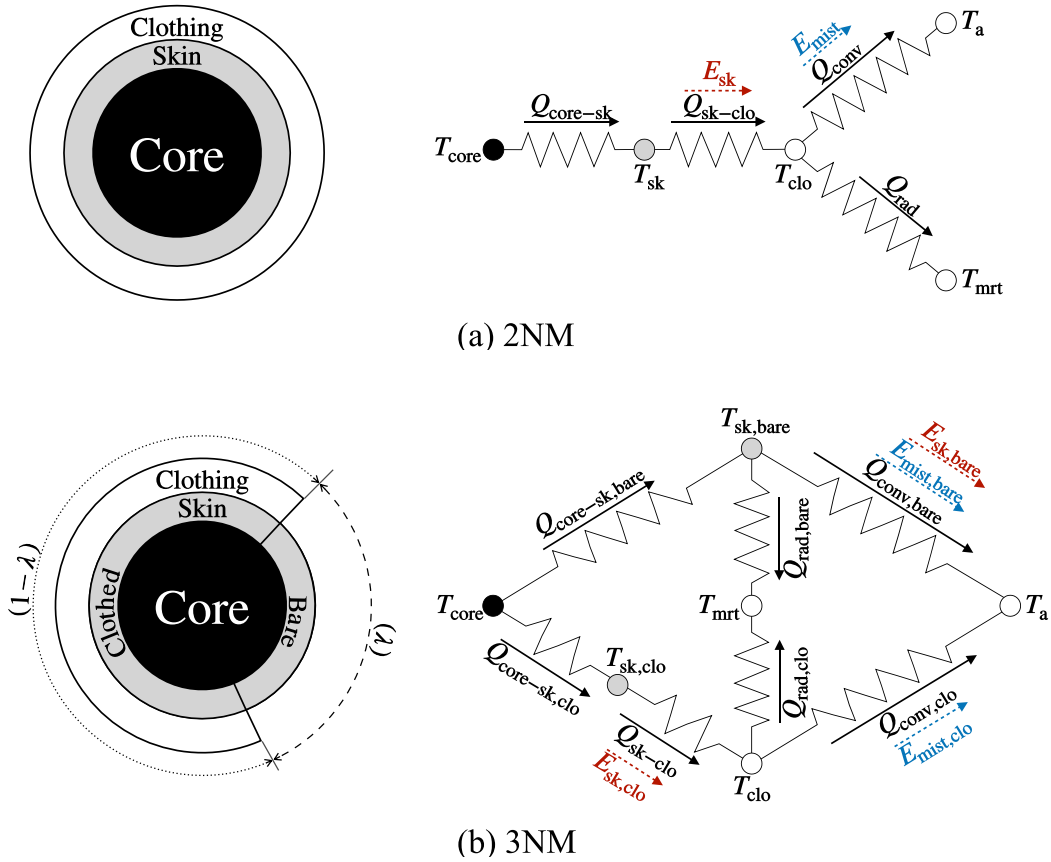 Clothing
Skin
Core
T_core
Q_core−sk
T_sk
E_sk
Q_sk−clo
T_clo
E_mist
Q_conv
T_a
Q_rad
T_mrt
(a) 2NM
Clothing
Skin
Clothed
Core
Bare
(1 − γ)
(γ)
T_core
Q_core−sk,bare
T_sk,bare
E_sk,bare
E_mist,bare
Q_conv,bare
Q_rad,bare
T_mrt
T_a
Q_core−sk,clo
T_sk,clo
Q_sk−clo
E_sk,clo
Q_rad,clo
T_clo
Q_conv,clo
E_mist,clo
(b) 3NM